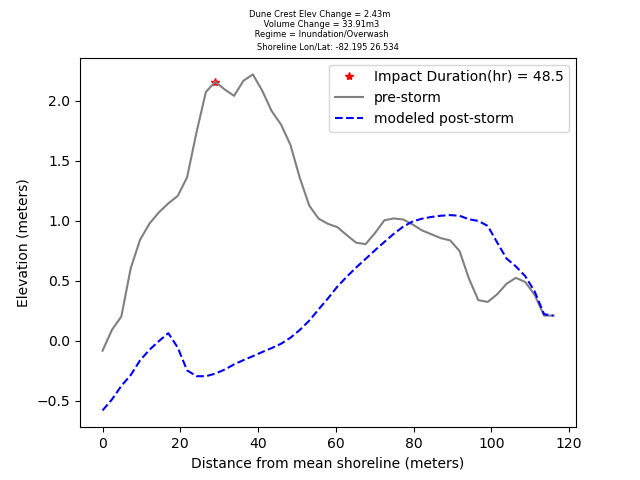 Dune Crest Elev Change = 2.43m
Volume Change = 33.91m3
Regime = Inundation/Overwash
Shoreline Lon/Lat: -82.195 26.534
Impact Duration(hr) = 48.5
pre-storm
modeled post-storm
2.0
1.5
1.0
0.5
0.0
−0.5
Elevation (meters)
0 20 40 60 80 100 120
Distance from mean shoreline (meters)